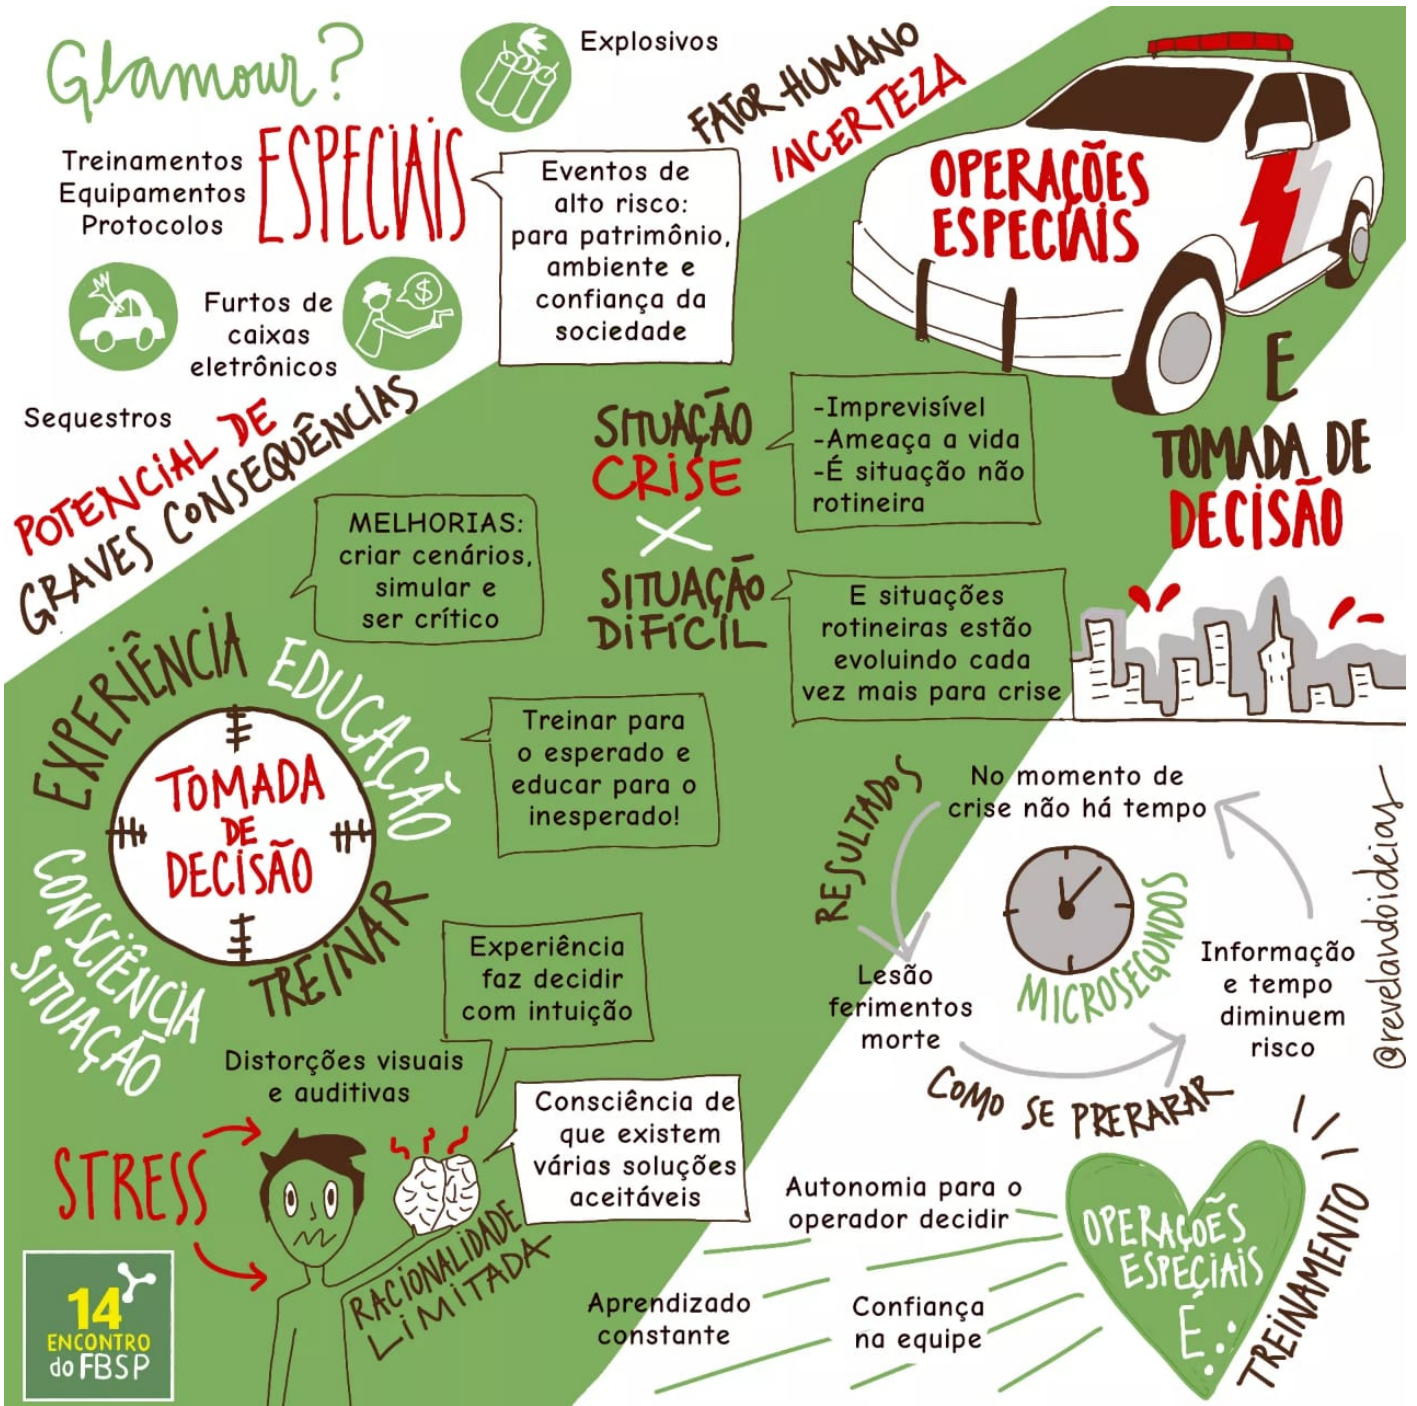 Glamour?
Explosivos
FATOR HUMANO
INCERTEZA
Treinamentos
Equipamentos
Protocolos
ESPECIAIS
Eventos de
alto risco:
para patrimônio,
ambiente e
confiança da
sociedade
OPERAÇÕES
ESPECIAIS
E
TOMADA DE
DECISÃO
Furtos de
caixas
eletrônicos
$
Sequestros
POTENCIAL DE
GRAVES CONSEQUÊNCIAS
SITUAÇÃO
CRISE
X
SITUAÇÃO
DIFÍCIL
-Imprevisível
-Ameaça a vida
-É situação não
rotineira
E situações
rotineiras estão
evoluindo cada
vez mais para crise
MELHORIAS:
criar cenários,
simular e
ser crítico
EXPERIÊNCIA
EDUCAÇÃO
TOMADA
DE
DECISÃO
CONSCIÊNCIA
SITUAÇÃO
TREINAR
Treinar para
o esperado e
educar para o
inesperado!
RESULTADOS
No momento de
crise não há tempo
MICROSEGUNDOS
Lesão
ferimentos
morte
Informação
e tempo
diminuem
risco
COMO SE PRERARAR
@revelandoideias
Experiência
faz decidir
com intuição
Distorções visuais
e auditivas
STRESS
Consciência de
que existem
várias soluções
aceitáveis
RACIONALIDADE
LIMITADA
Autonomia para o
operador decidir
Aprendizado
constante
Confiança
na equipe
OPERAÇOẼS
ESPECIAIS
É:
TREINAMENTO
14
ENCONTRO
do FBSP